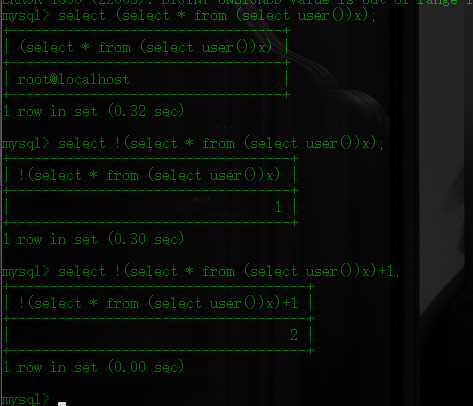 ERROR 1690 (22003): BIGINT UNSIGNED value is out of range i
mysql> select (select * from (select user())x);
+----------------------------------+
| (select * from (select user())x) |
+----------------------------------+
| root@localhost                   |
+----------------------------------+
1 row in set (0.32 sec)
mysql> select !(select * from (select user())x);
+-----------------------------------+
| !(select * from (select user())x) |
+-----------------------------------+
|                                 1 |
+-----------------------------------+
1 row in set (0.30 sec)
mysql> select !(select * from (select user())x)+1;
+-------------------------------------+
| !(select * from (select user())x)+1 |
+-------------------------------------+
|                                   2 |
+-------------------------------------+
1 row in set (0.00 sec)
mysql>